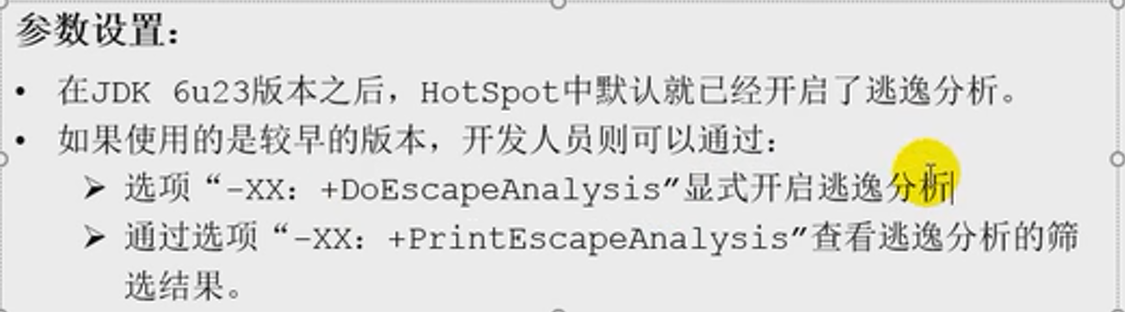 参数设置：
• 在JDK 6u23版本之后，HotSpot中默认就已经开启了逃逸分析。
• 如果使用的是较早的版本，开发人员则可以通过：
➢ 选项“-XX：+DoEscapeAnalysis”显式开启逃逸分析
➢ 通过选项“-XX：+PrintEscapeAnalysis”查看逃逸分析的筛
选结果。